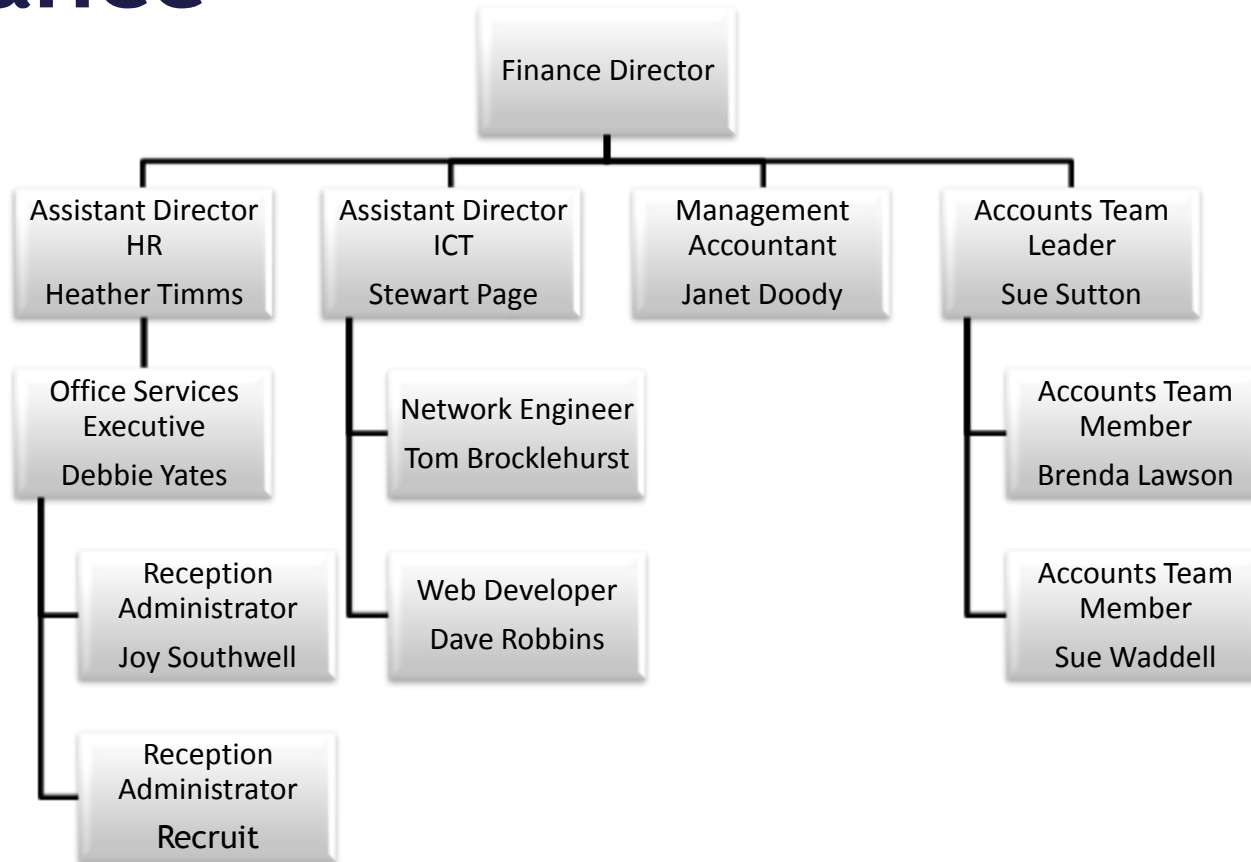 Finance Director
Assistant Director
HR
Heather Timms
Assistant Director
ICT
Stewart Page
Management
Accountant
Janet Doody
Accounts Team
Leader
Sue Sutton
Office Services
Executive
Debbie Yates
Network Engineer
Tom Brocklehurst
Accounts Team
Member
Brenda Lawson
Reception
Administrator
Joy Southwell
Web Developer
Dave Robbins
Accounts Team
Member
Sue Waddell
Reception
Administrator
Recruit